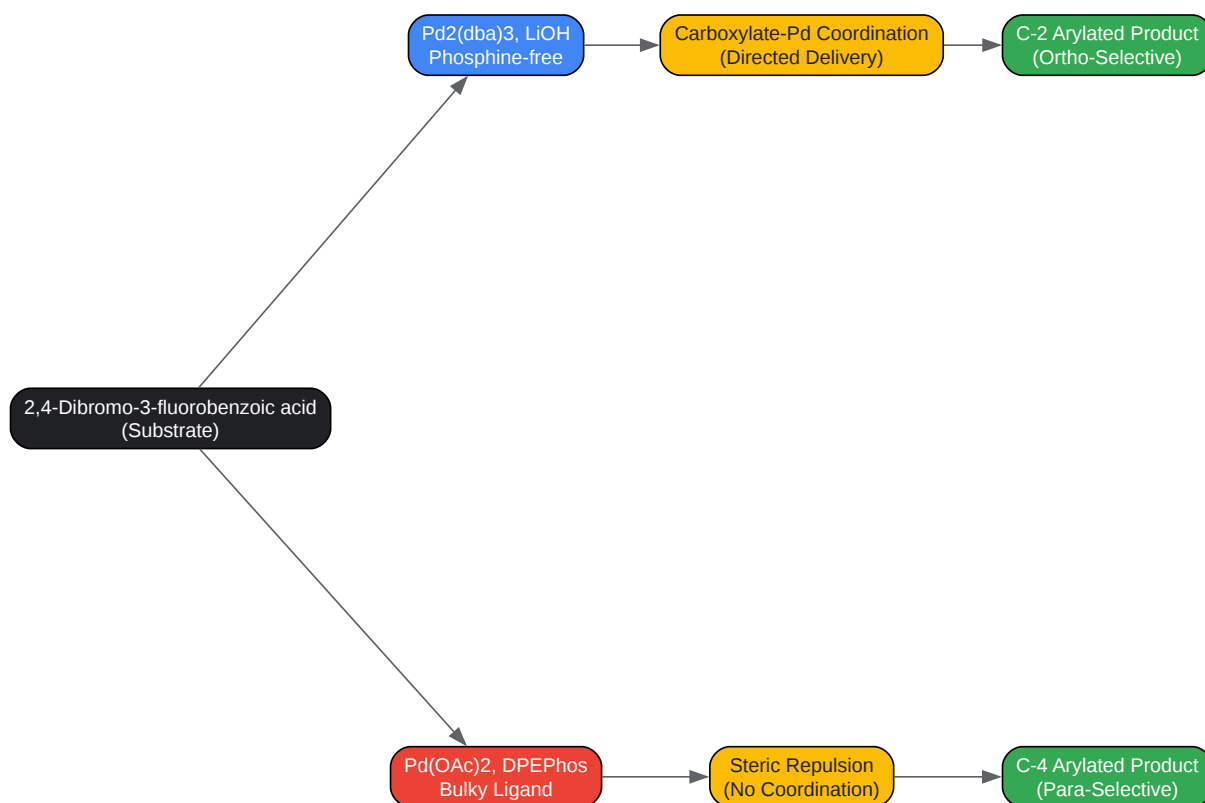 Pd2(dba)3, LiOH
Phosphine-free
Carboxylate-Pd Coordination
(Directed Delivery)
C-2 Arylated Product
(Ortho-Selective)
2,4-Dibromo-3-fluorobenzoic acid
(Substrate)
Pd(OAc)2, DPEPhos
Bulky Ligand
Steric Repulsion
(No Coordination)
C-4 Arylated Product
(Para-Selective)